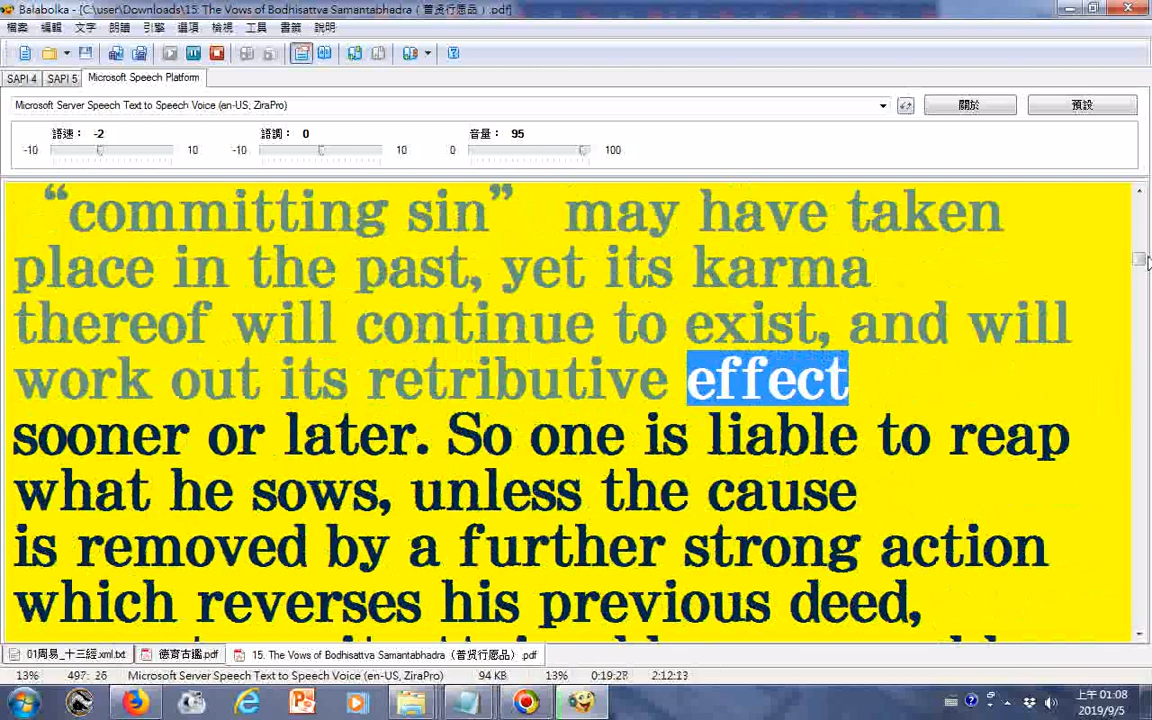 Balabolka - [C:\user\Downloads\15. The Vows of Bodhisattva Samantabhadra（普贤行愿品）.pdf]
檔案 編輯 文字 朗讀 引擎 選項 檢視 工具 書籤 說明
SAPI 4 SAPI 5 Microsoft Speech Platform
Microsoft Server Speech Text to Speech Voice (en-US, ZiraPro) 關於 預設
語速： -2 語調： 0 音量： 95
-10 10 -10 10 0 100
“committing sin” may have taken
place in the past, yet its karma
thereof will continue to exist, and will
work out its retributive effect
sooner or later. So one is liable to reap
what he sows, unless the cause
is removed by a further strong action
which reverses his previous deed,
01周易_十三經.xml.txt 德育古鑑.pdf 15. The Vows of Bodhisattva Samantabhadra（普贤行愿品）.pdf
13% 497: 26 Microsoft Server Speech Text to Speech Voice (en-US, ZiraPro) 94 KB 13% 0:19:28 2:12:13
上午 01:08
2019/9/5